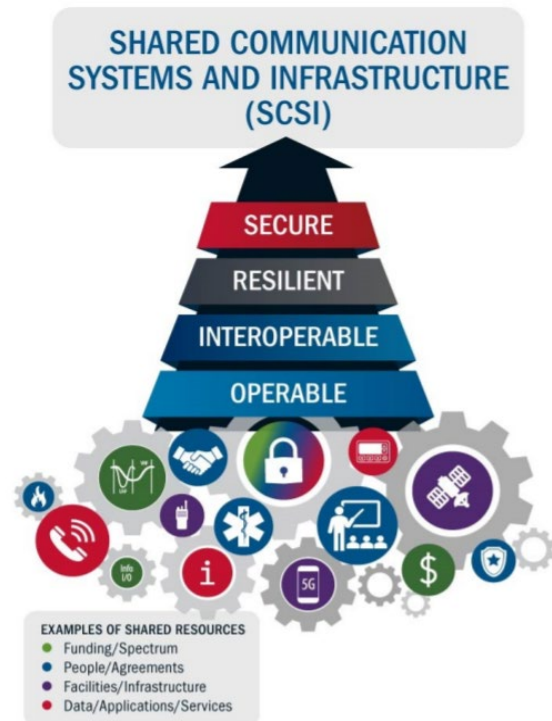 SHARED COMMUNICATION
SYSTEMS AND INFRASTRUCTURE
(SCSI)
SECURE
RESILIENT
INTEROPERABLE
OPERABLE
Info
I/O
i
5G
$
EXAMPLES OF SHARED RESOURCES
Funding/Spectrum
People/Agreements
Facilities/Infrastructure
Data/Applications/Services